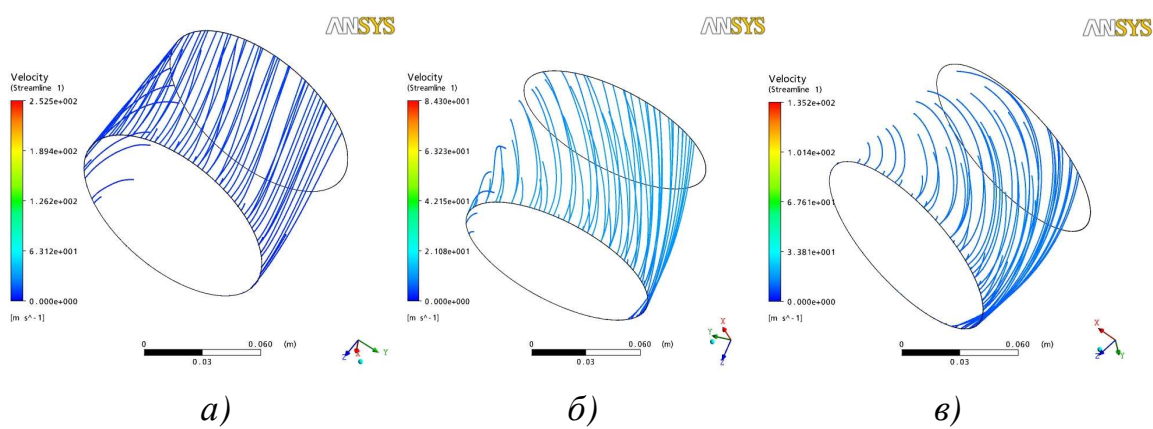 ANSYS
Velocity
(Streamline 1)
2.525e+002
1.894e+002
1.262e+002
6.312e+001
0.000e+000
[m s^-1]
0 0.060 (m)
0.03
Z X Y
а)
ANSYS
Velocity
(Streamline 1)
8.430e+001
6.323e+001
4.215e+001
2.108e+001
0.000e+000
[m s^-1]
0 0.060 (m)
0.03
X
Y
Z
б)
ANSYS
Velocity
(Streamline 1)
1.352e+002
1.014e+002
6.761e+001
3.381e+001
0.000e+000
[m s^-1]
0 0.060 (m)
0.03
X
Z Y
в)